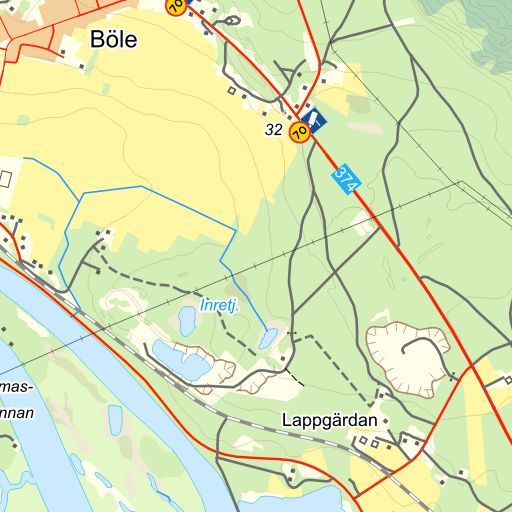 70
Böle
32
70
374
Inretj.
mas-
nnan
Lappgärdan